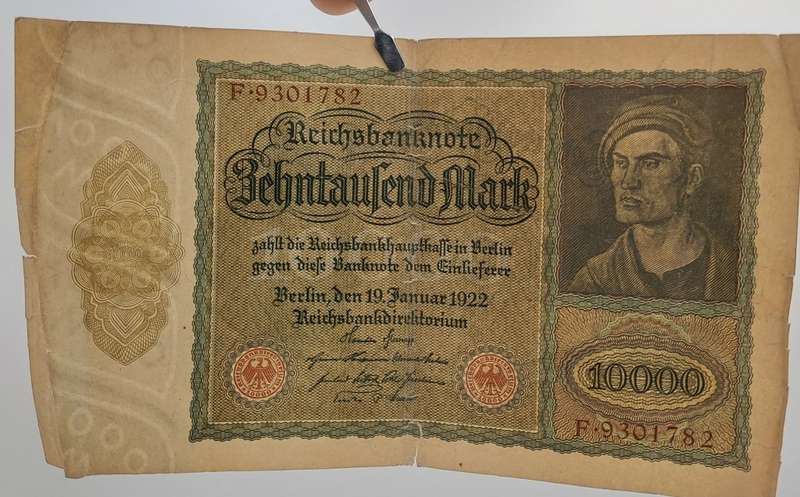 F·9301782
Reichsbanknote
Zehntausend Mark
zahlt die Reichsbankhauptkasse in Berlin
gegen diese Banknote dem Einlieferer
Berlin, den 19. Januar 1922
Reichsbankdirektorium
10000
F·9301782